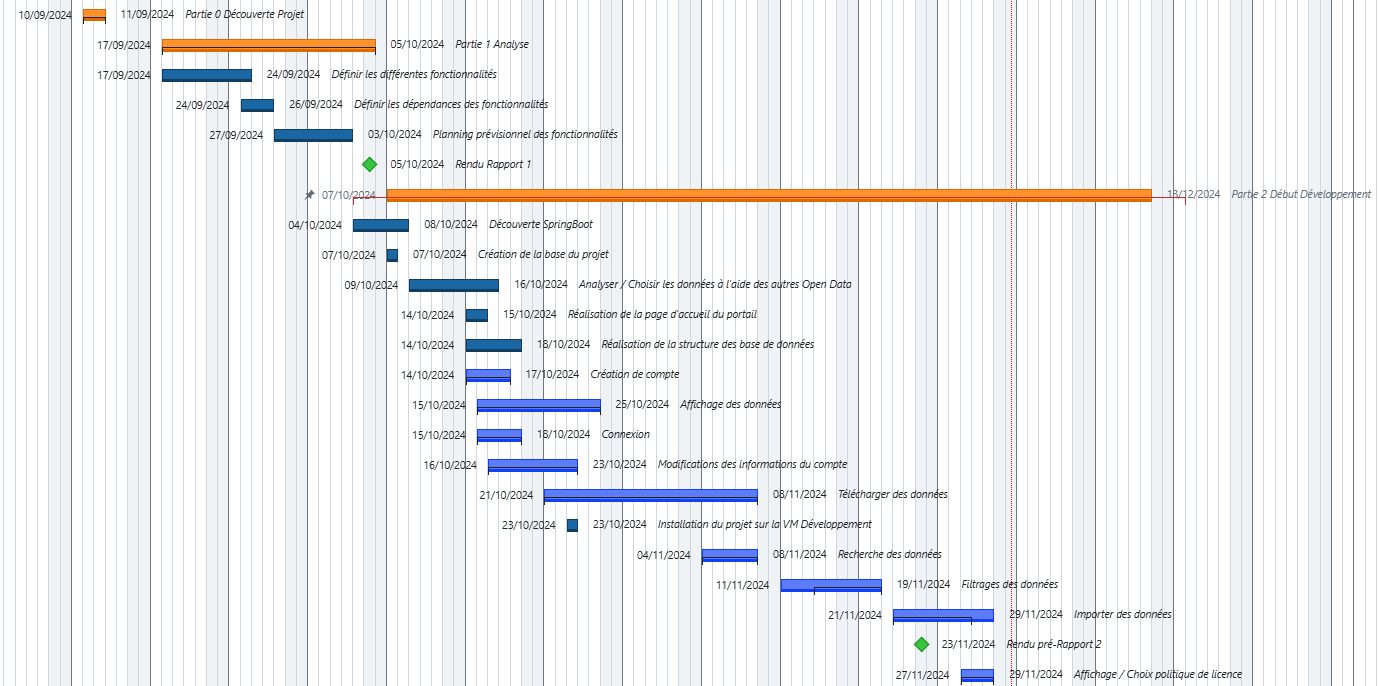 10/09/2024 11/09/2024 Partie 0 Découverte Projet
17/09/2024 05/10/2024 Partie 1 Analyse
17/09/2024 24/09/2024 Définir les différentes fonctionnalités
24/09/2024 26/09/2024 Définir les dépendances des fonctionnalités
27/09/2024 03/10/2024 Planning prévisionnel des fonctionnalités
05/10/2024 Rendu Rapport 1
07/10/2024 13/12/2024 Partie 2 Début Développement
04/10/2024 08/10/2024 Découverte SpringBoot
07/10/2024 07/10/2024 Création de la base du projet
09/10/2024 16/10/2024 Analyser / Choisir les données à l'aide des autres Open Data
14/10/2024 15/10/2024 Réalisation de la page d'accueil du portail
14/10/2024 18/10/2024 Réalisation de la structure des base de données
14/10/2024 17/10/2024 Création de compte
15/10/2024 25/10/2024 Affichage des données
15/10/2024 18/10/2024 Connexion
16/10/2024 23/10/2024 Modifications des informations du compte
21/10/2024 08/11/2024 Télécharger des données
23/10/2024 23/10/2024 Installation du projet sur la VM Développement
04/11/2024 08/11/2024 Recherche des données
11/11/2024 19/11/2024 Filtrages des données
21/11/2024 29/11/2024 Importer des données
23/11/2024 Rendu pré-Rapport 2
27/11/2024 29/11/2024 Affichage / Choix politique de licence